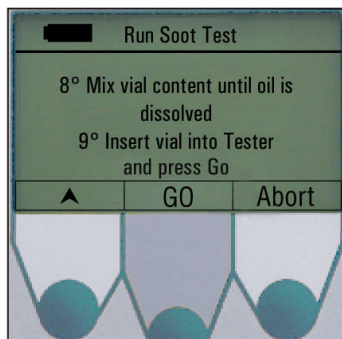 Run Soot Test
8° Mix vial content until oil is
dissolved
9° Insert vial into Tester
and press Go
GO Abort